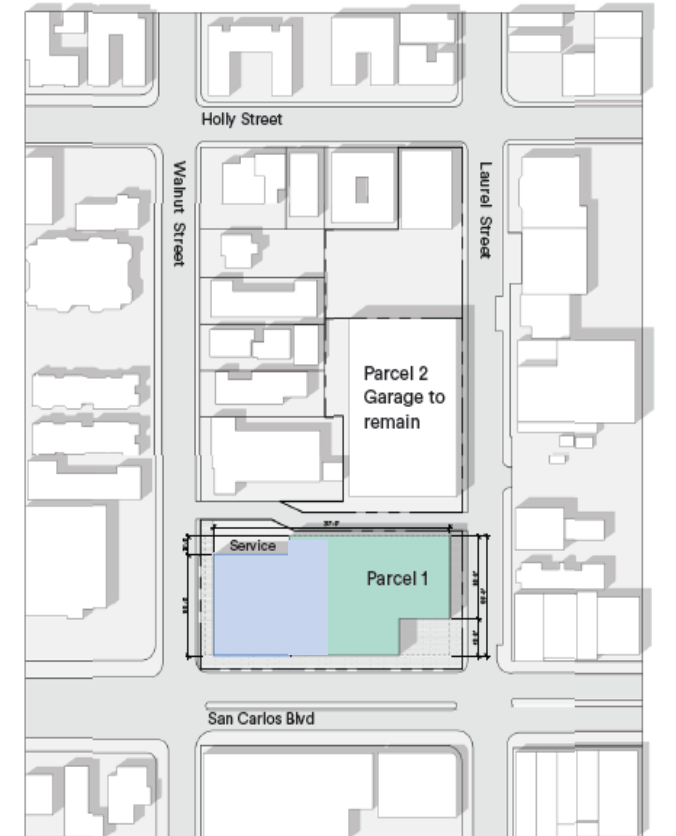 Holly Street
Walnut Street
Laurel Street
Parcel 2
Garage to
remain
Service
Parcel 1
San Carlos Blvd